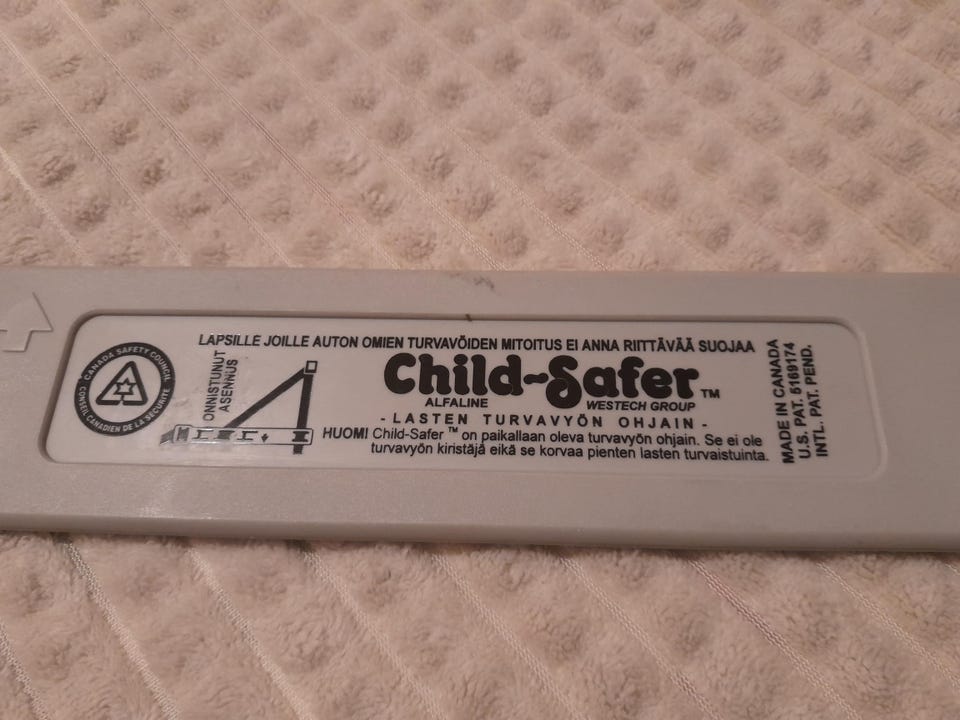 LAPSILLE JOILLE AUTON OMIEN TURVAVÖIDEN MITOITUS EI ANNA RIITTÄVÄÄ SUOJAA
CANADA SAFETY COUNCIL
CONSEIL CANADIEN DE LA SÉCURITÉ
ONNISTUNUT
ASENNUS
Child-Safer™
ALFALINE
WESTECH GROUP
- LASTEN TURVAVYÖN OHJAIN -
HUOMI Child-Safer™ on paikallaan oleva turvavyön ohjain. Se ei ole
turvavyön kiristäjä eikä se korvaa pienten lasten turvaistuinta.
MADE IN CANADA
U.S. PAT. 5169174
INTL. PAT. PEND.